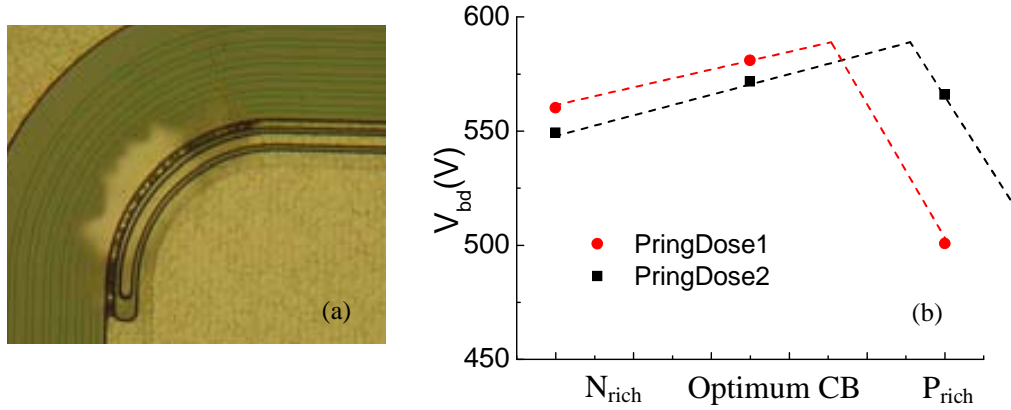 (a)
600
550
500
450
V_bd(V)
PringDose1
PringDose2
(b)
N_rich Optimum CB P_rich